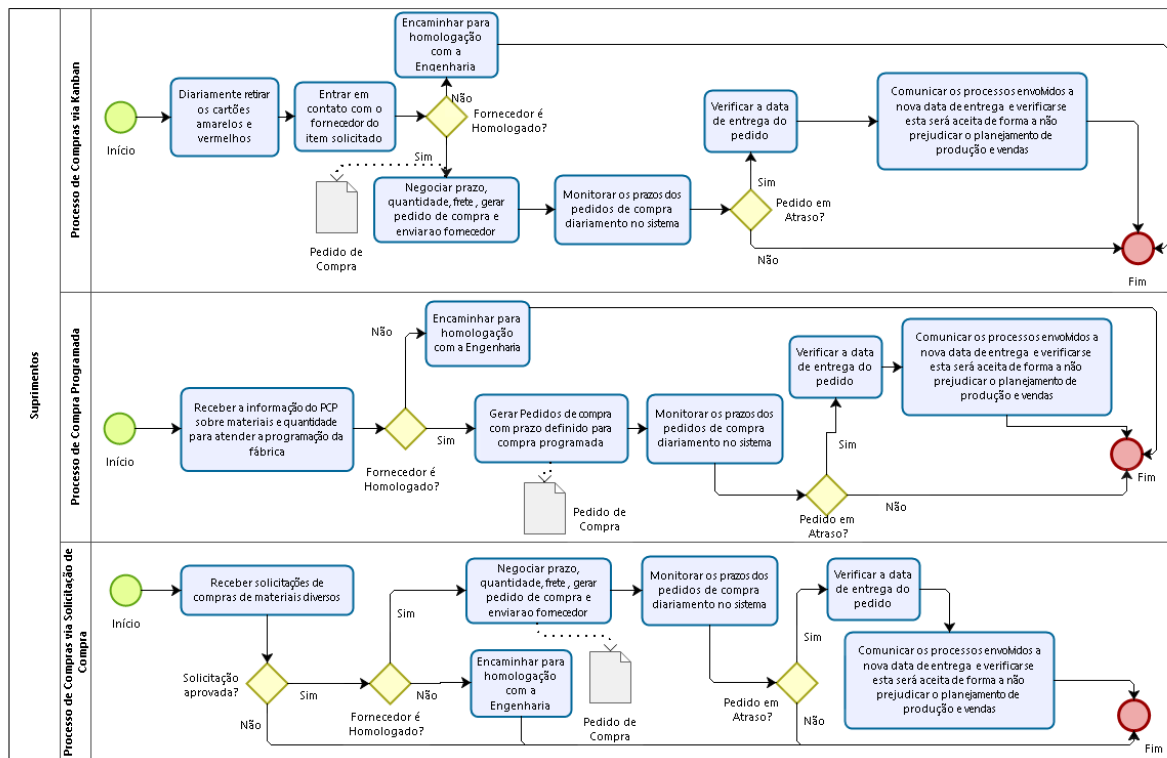 Suprimentos
Processo de Compras via Kanban
Início
Diariamente retirar
os cartões
amarelos e
vermelhos
Entrar em
contato com o
fornecedor do
item solicitado
Encaminhar para
homologação
com a
Engenharia
Não
Fornecedor é
Homologado?
Sim
Pedido de
Compra
Negociar prazo,
quantidade, frete , gerar
pedido de compra e
enviar ao fornecedor
Monitorar os prazos dos
pedidos de compra
diariamento no sistema
Verificar a data
de entrega do
pedido
Sim
Pedido em
Atraso?
Não
Comunicar os processos envolvidos a
nova data de entrega e verificar se
esta será aceita de forma a não
prejudicar o planejamento de
produção e vendas
Fim
Processo de Compra Programada
Início
Receber a informação do PCP
sobre materiais e quantidade
para atender a programação da
fábrica
Não
Fornecedor é
Homologado?
Sim
Encaminhar para
homologação
com a Engenharia
Gerar Pedidos de compra
com prazo definido para
compra programada
Pedido de
Compra
Monitorar os prazos dos
pedidos de compra
diariamento no sistema
Verificar a data
de entrega do
pedido
Sim
Pedido em
Atraso?
Não
Comunicar os processos envolvidos a
nova data de entrega e verificar se
esta será aceita de forma a não
prejudicar o planejamento de
produção e vendas
Fim
Processo de Compras via Solicitação de
Compra
Início
Receber solicitações de
compras de materiais diversos
Solicitação
aprovada?
Sim
Não
Fornecedor é
Homologado?
Sim
Não
Negociar prazo,
quantidade, frete , gerar
pedido de compra e
enviar ao fornecedor
Encaminhar para
homologação
com a
Engenharia
Pedido de
Compra
Monitorar os prazos dos
pedidos de compra
diariamento no sistema
Pedido em
Atraso?
Sim
Não
Verificar a data
de entrega do
pedido
Comunicar os processos envolvidos a
nova data de entrega e verificar se
esta será aceita de forma a não
prejudicar o planejamento de
produção e vendas
Fim